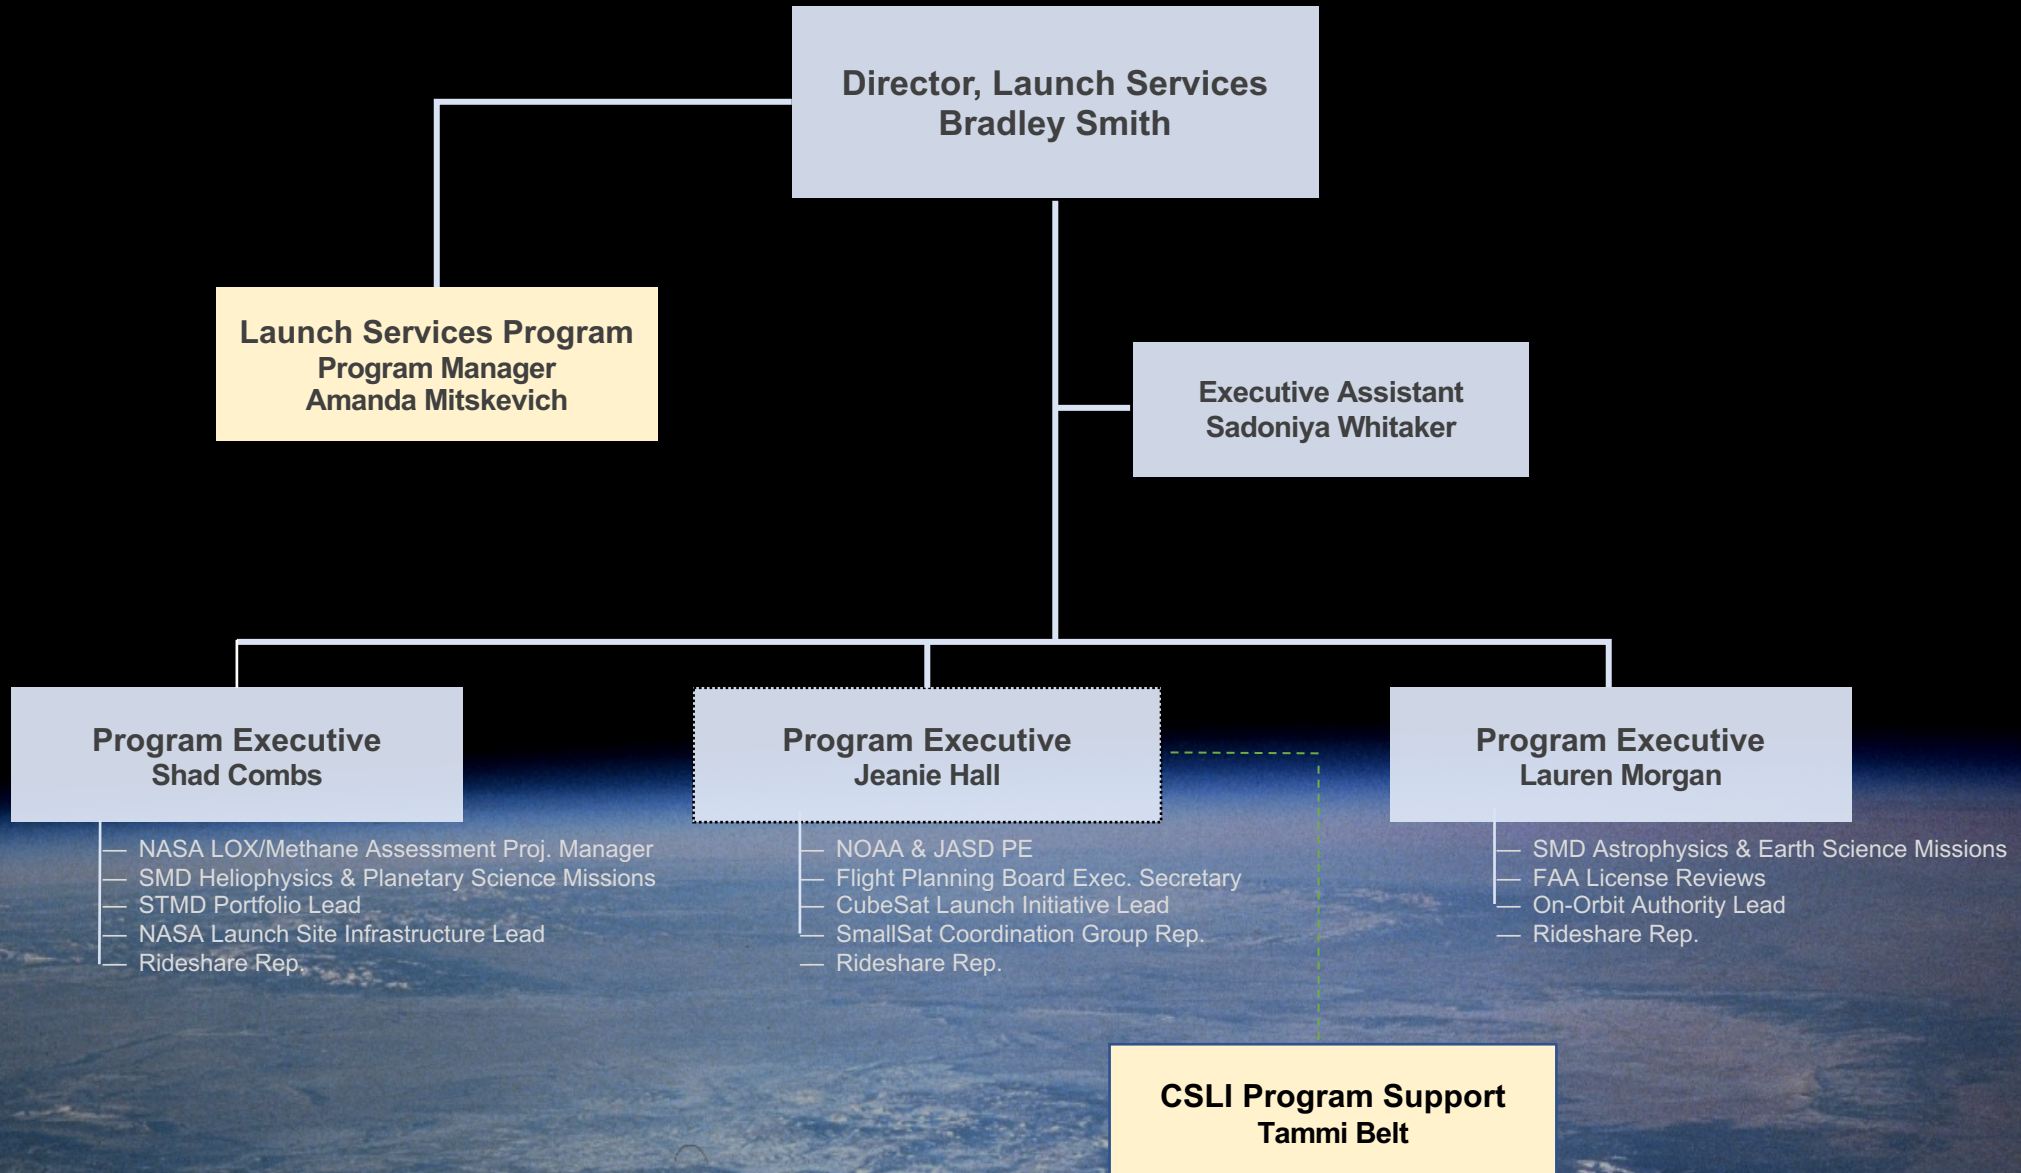 Director, Launch Services
Bradley Smith
Launch Services Program
Program Manager
Amanda Mitskevich
Executive Assistant
Sadoniya Whitaker
Program Executive
Shad Combs
— NASA LOX/Methane Assessment Proj. Manager
— SMD Heliophysics & Planetary Science Missions
— STMD Portfolio Lead
— NASA Launch Site Infrastructure Lead
— Rideshare Rep.
Program Executive
Jeanie Hall
— NOAA & JASD PE
— Flight Planning Board Exec. Secretary
— CubeSat Launch Initiative Lead
— SmallSat Coordination Group Rep.
— Rideshare Rep.
Program Executive
Lauren Morgan
— SMD Astrophysics & Earth Science Missions
— FAA License Reviews
— On-Orbit Authority Lead
— Rideshare Rep.
CSLI Program Support
Tammi Belt